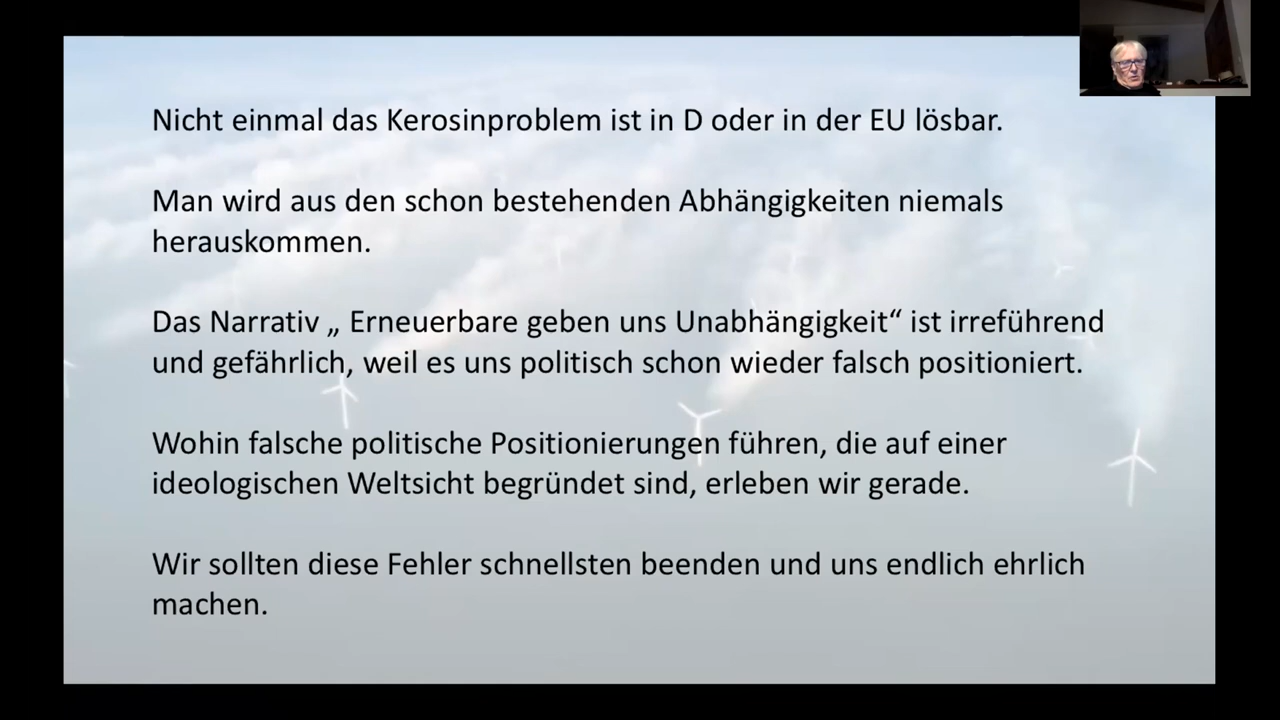 Nicht einmal das Kerosinproblem ist in D oder in der EU lösbar.
Man wird aus den schon bestehenden Abhängigkeiten niemals
herauskommen.
Das Narrativ „ Erneuerbare geben uns Unabhängigkeit“ ist irreführend
und gefährlich, weil es uns politisch schon wieder falsch positioniert.
Wohin falsche politische Positionierungen führen, die auf einer
ideologischen Weltsicht begründet sind, erleben wir gerade.
Wir sollten diese Fehler schnellsten beenden und uns endlich ehrlich
machen.